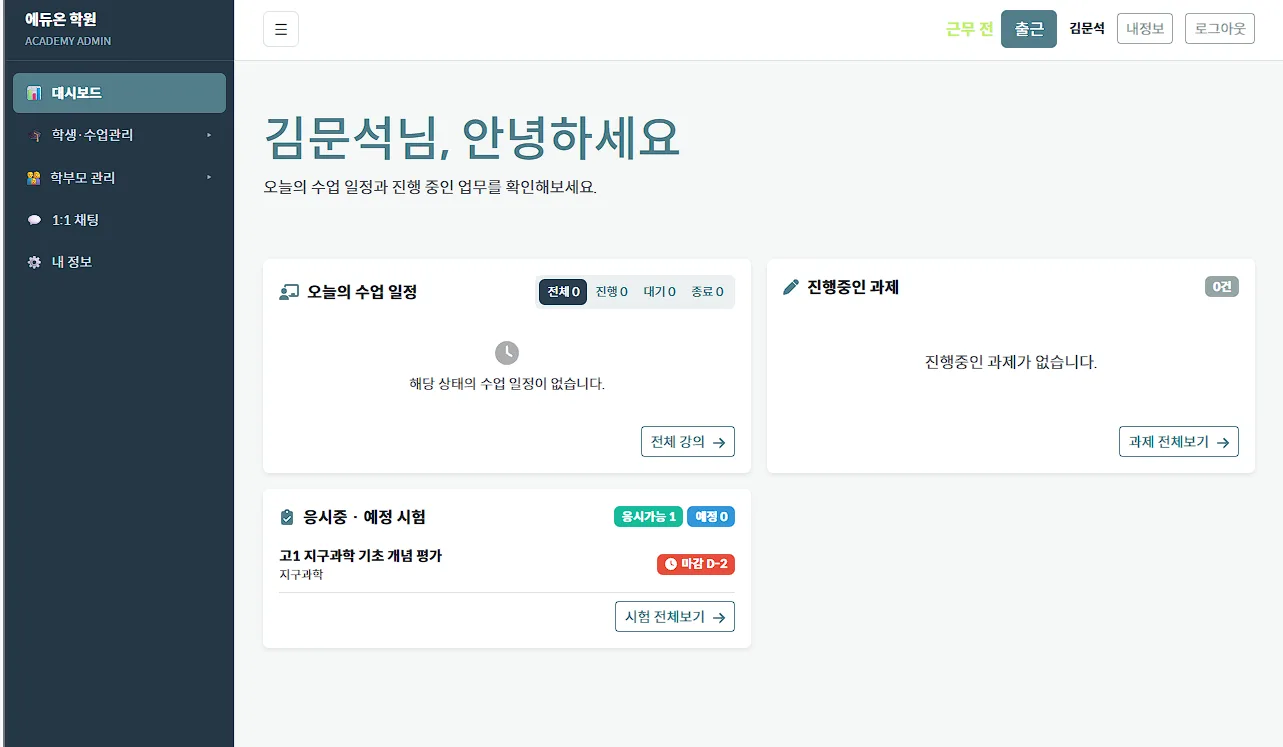 에듀온 학원
ACADEMY ADMIN
대시보드
학생·수업관리
학부모 관리
1:1 채팅
내 정보
근무 전 출근 김문석 내정보 로그아웃
김문석님, 안녕하세요
오늘의 수업 일정과 진행 중인 업무를 확인해보세요.
오늘의 수업 일정 전체 0 진행 0 대기 0 종료 0
해당 상태의 수업 일정이 없습니다.
전체 강의 →
진행중인 과제 0건
진행중인 과제가 없습니다.
과제 전체보기 →
응시중 · 예정 시험 응시가능 1 예정 0
고1 지구과학 기초 개념 평가
지구과학
마감 D-2
시험 전체보기 →